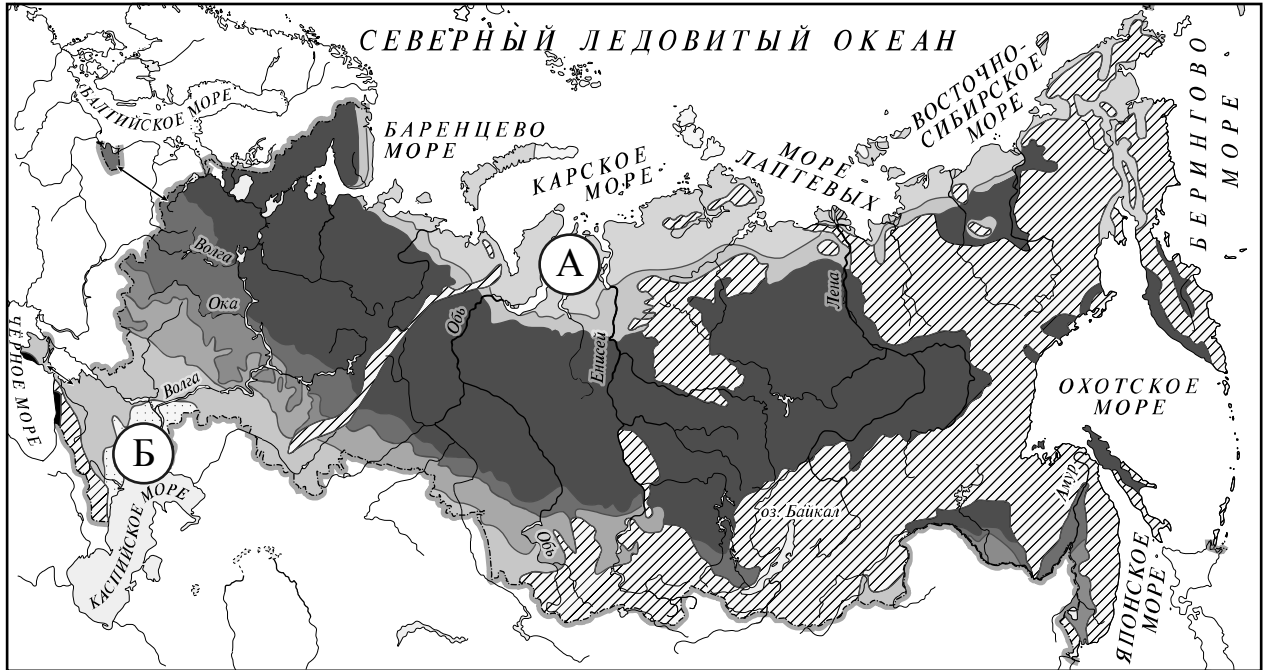 СЕВЕРНЫЙ ЛЕДОВИТЫЙ ОКЕАН
БАЛТИЙСКОЕ МОРЕ
БАРЕНЦЕВО
МОРЕ
КАРСКОЕ
МОРЕ
МОРЕ
ЛАПТЕВЫХ
ВОСТОЧНО-
СИБИРСКОЕ
МОРЕ
БЕРИНГОВО
МОРЕ
А
Волга
Ока
Обь
Енисей
Лена
ЧЕРНОЕ МОРЕ
Волга
Б
КАСПИЙСКОЕ МОРЕ
ОХОТСКОЕ
МОРЕ
Амур
оз. Байкал
Обь
ЯПОНСКОЕ
МОРЕ